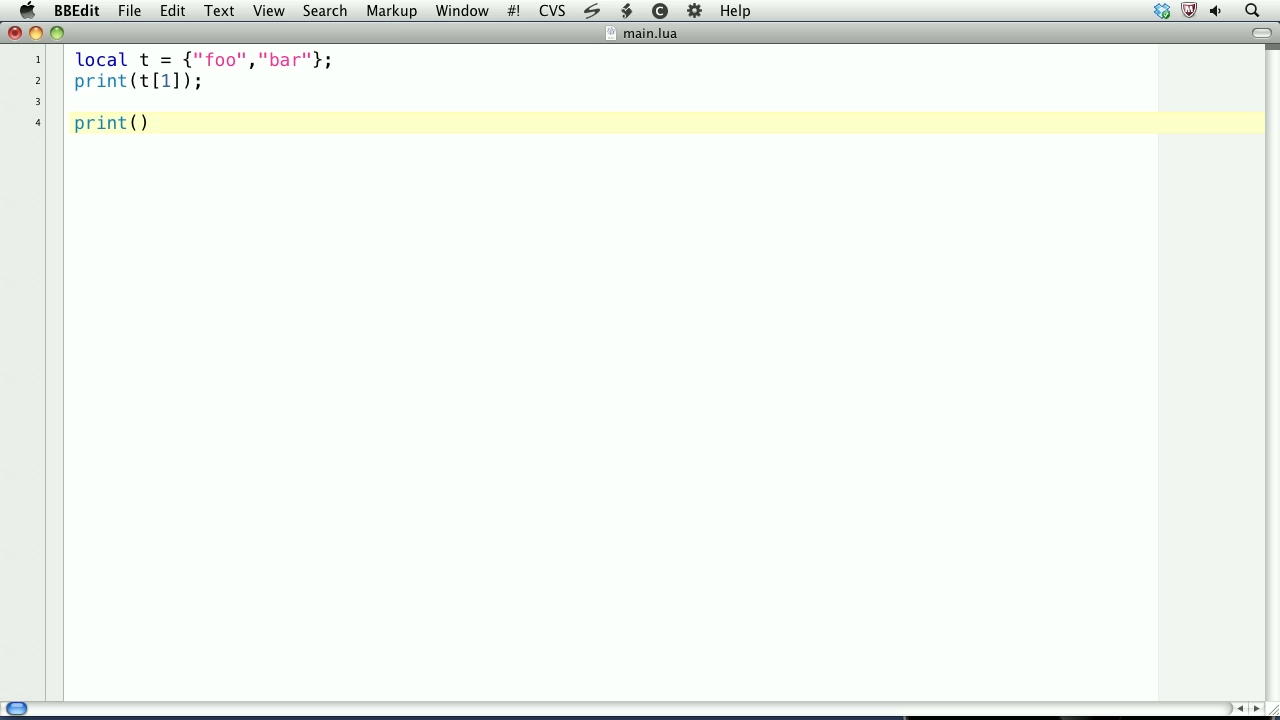 BBEdit File Edit Text View Search Markup Window #! CVS Help
main.lua
1 local t = {"foo","bar"};
2 print(t[1]);
3
4 print()